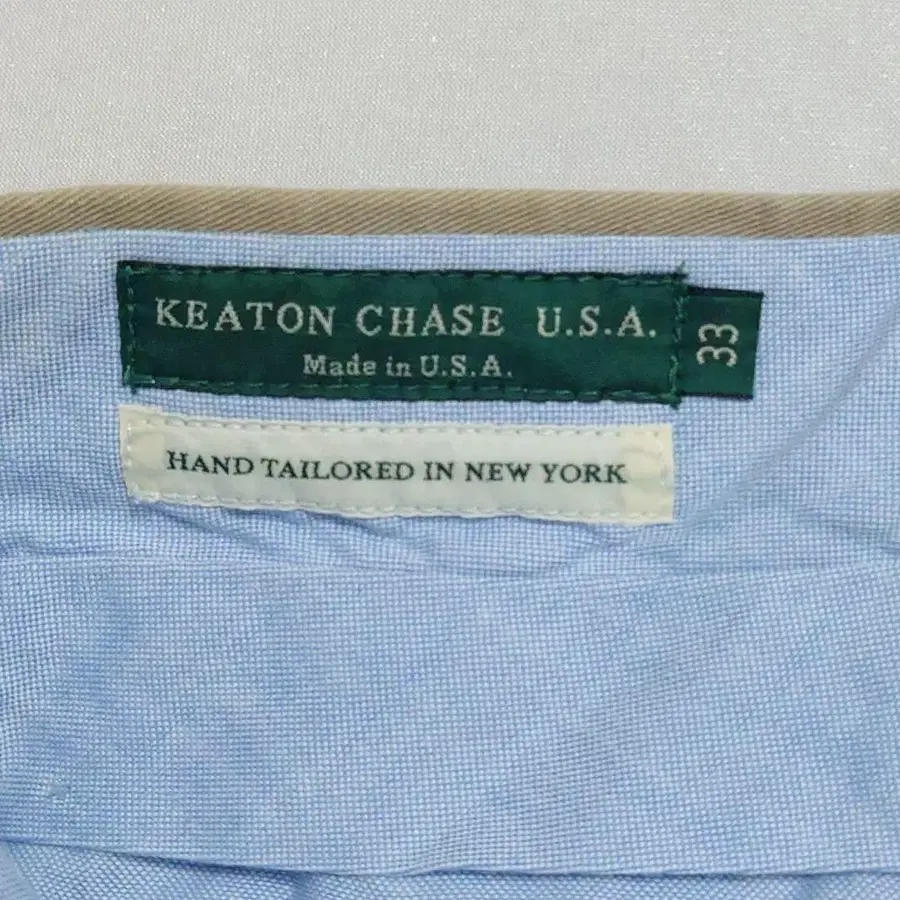 KEATON CHASE U.S.A.
Made in U.S.A.
33
HAND TAILORED IN NEW YORK